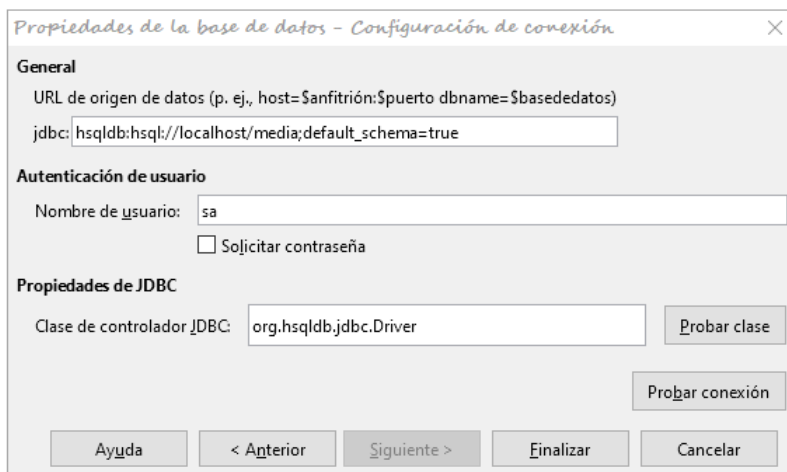 Propiedades de la base de datos - Configuración de conexión
General
URL de origen de datos (p. ej., host=$anfitrión:$puerto dbname=$basededatos)
jdbc: hsqldb:hsql://localhost/media;default_schema=true
Autenticación de usuario
Nombre de usuario: sa
Solicitar contraseña
Propiedades de JDBC
Clase de controlador JDBC: org.hsqldb.jdbc.Driver Probar clase
Probar conexión
Ayuda < Anterior Siguiente > Finalizar Cancelar